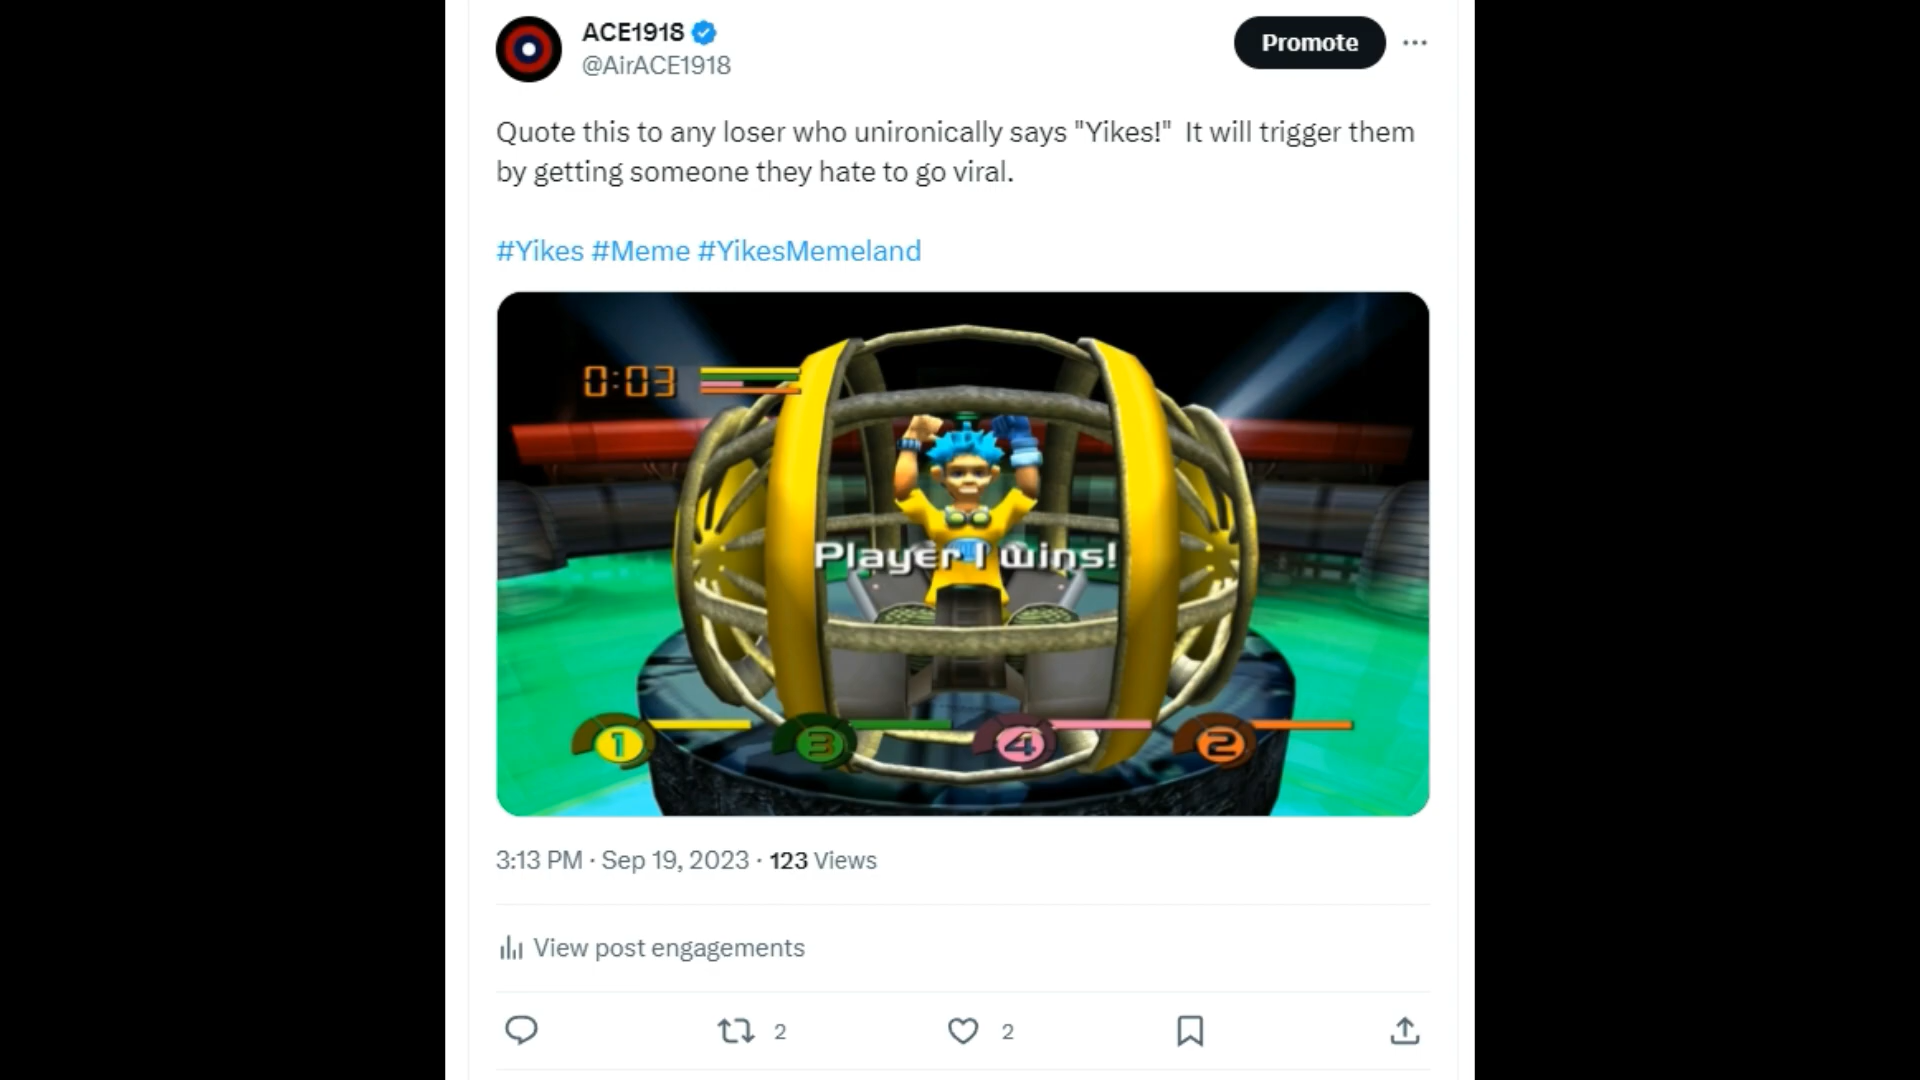 ACE1918
@AirACE1918
Promote
Quote this to any loser who unironically says "Yikes!"  It will trigger them
by getting someone they hate to go viral.
#Yikes #Meme #YikesMemeland
0:03
Player 1 wins!
1
3
4
2
3:13 PM · Sep 19, 2023 · 123 Views
View post engagements
2
2